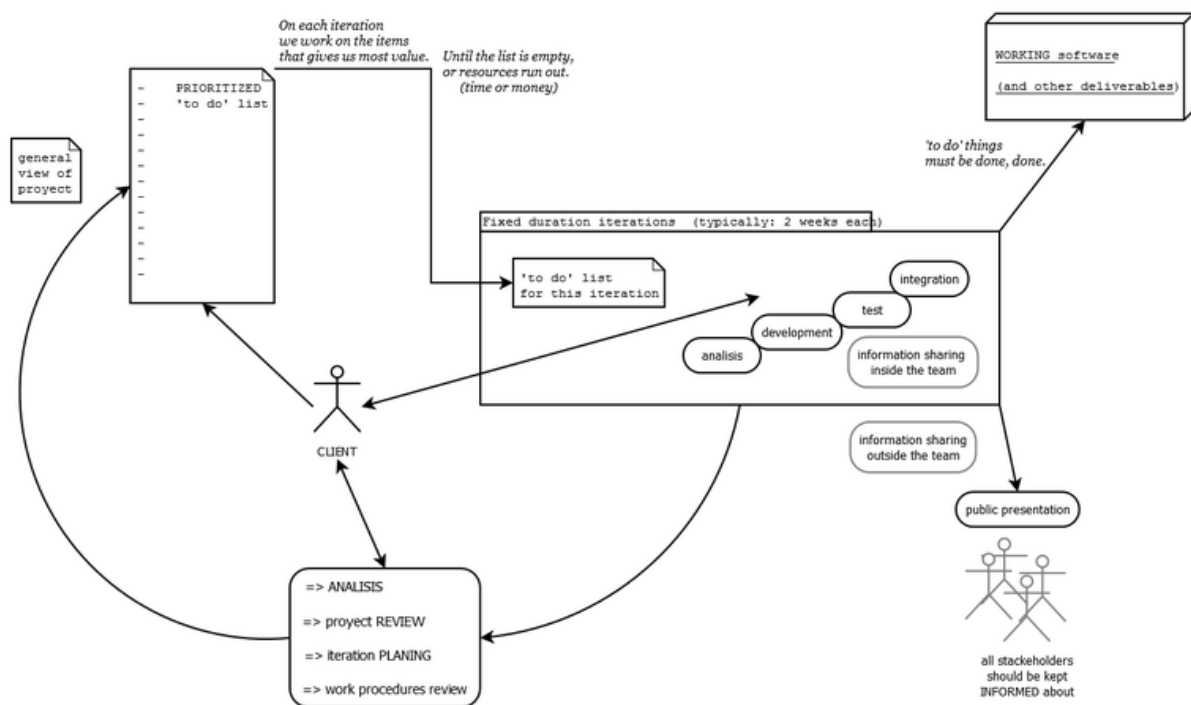 On each iteration
we work on the items
that gives us most value.
Until the list is empty,
or resources run out.
(time or money)
WORKING software
(and other deliverables)
PRIORITIZED
'to do' list
general
view of
proyect
'to do' things
must be done, done.
Fixed duration iterations (typically: 2 weeks each)
'to do' list
for this iteration
integration
test
development
analisis
information sharing
inside the team
CLIENT
information sharing
outside the team
public presentation
=> ANALISIS
=> proyect REVIEW
=> iteration PLANING
=> work procedures review
all stackeholders
should be kept
INFORMED about